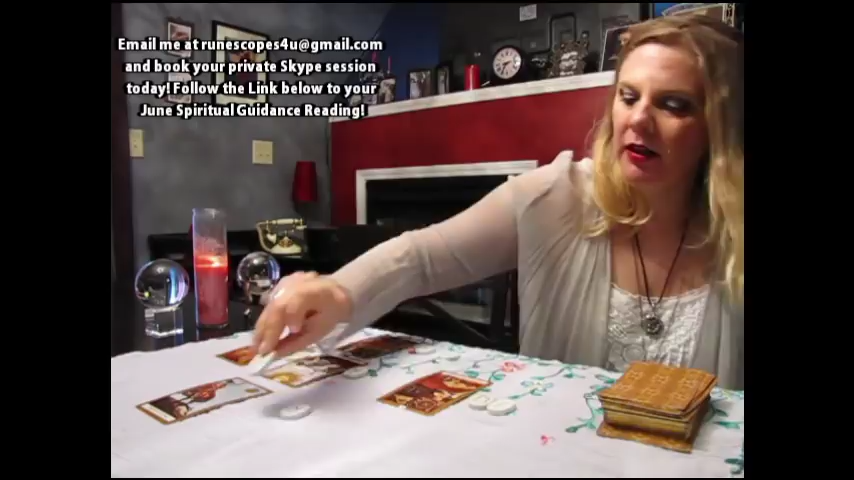 Email me at runescopes4u@gmail.com
and book your private Skype session
today! Follow the Link below to your
June Spiritual Guidance Reading!